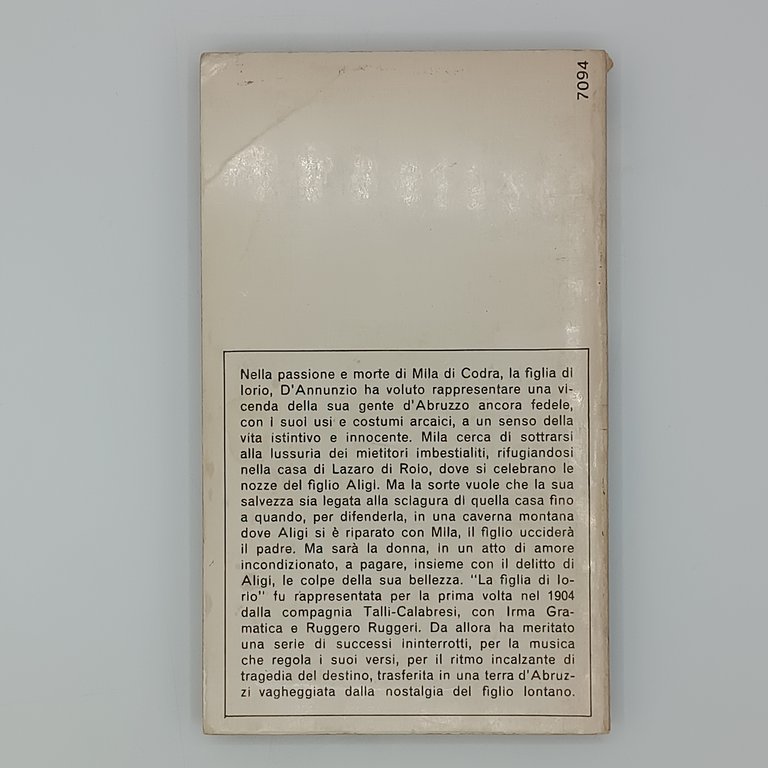 7094
Nella passione e morte di Mila di Codra, la figlia di
Iorio, D'Annunzio ha voluto rappresentare una vi-
cenda della sua gente d'Abruzzo ancora fedele,
con i suoi usi e costumi arcaici, a un senso della
vita istintivo e innocente. Mila cerca di sottrarsi
alla lussuria dei mietitori imbestialiti, rifugiandosi
nella casa di Lazaro di Roio, dove si celebrano le
nozze del figlio Aligi. Ma la sorte vuole che la sua
salvezza sia legata alla sciagura di quella casa fino
a quando, per difenderla, in una caverna montana
dove Aligi si è riparato con Mila, il figlio ucciderà
il padre. Ma sarà la donna, in un atto di amore
incondizionato, a pagare, insieme con il delitto di
Aligi, le colpe della sua bellezza. "La figlia di Io-
rio" fu rappresentata per la prima volta nel 1904
dalla compagnia Talli-Calabresi, con Irma Gra-
matica e Ruggero Ruggeri. Da allora ha meritato
una serie di successi ininterrotti, per la musica
che regola i suoi versi, per il ritmo incalzante di
tragedia del destino, trasferita in una terra d'Abruz-
zi vagheggiata dalla nostalgia del figlio lontano.